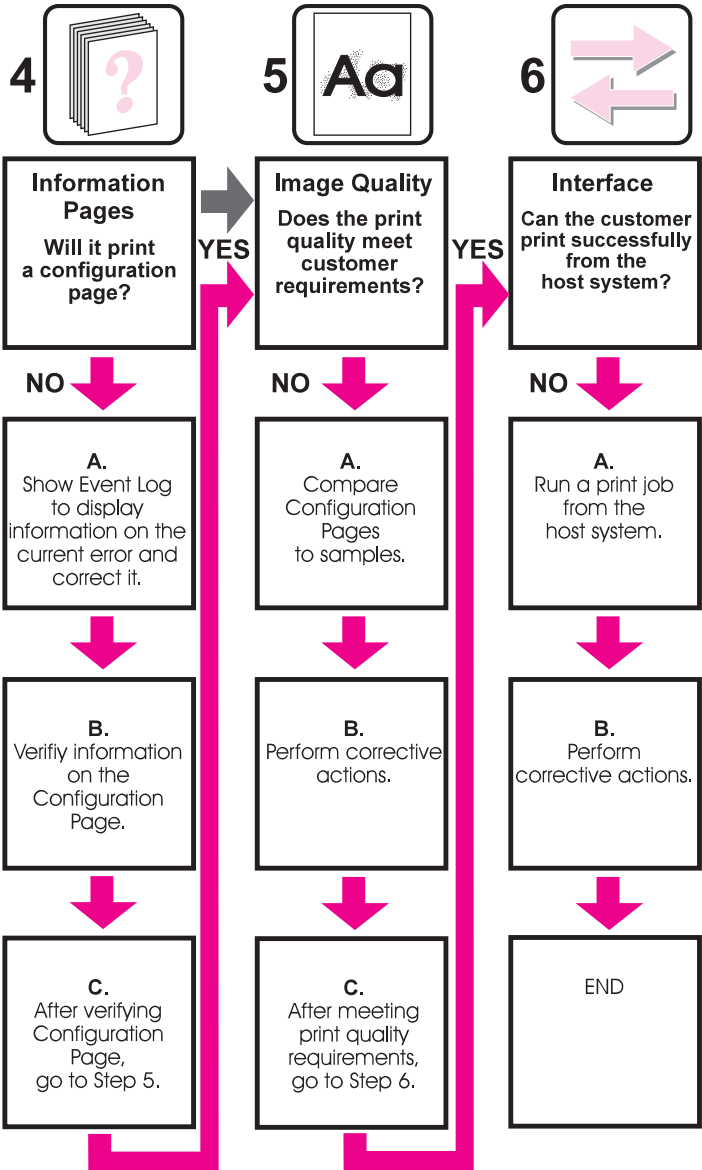 4
?
Information
Pages
Will it print
a configuration
page?
YES
NO
A.
Show Event Log
to display
information on the
current error and
correct it.
B.
Verifiy information
on the
Configuration
Page.
C.
After verifying
Configuration
Page,
go to Step 5.
5
Aa
Image Quality
Does the print
quality meet
customer
requirements?
YES
NO
A.
Compare
Configuration
Pages
to samples.
B.
Perform corrective
actions.
C.
After meeting
print quality
requirements,
go to Step 6.
6
Interface
Can the customer
print successfully
from the
host system?
NO
A.
Run a print job
from the
host system.
B.
Perform
corrective actions.
END